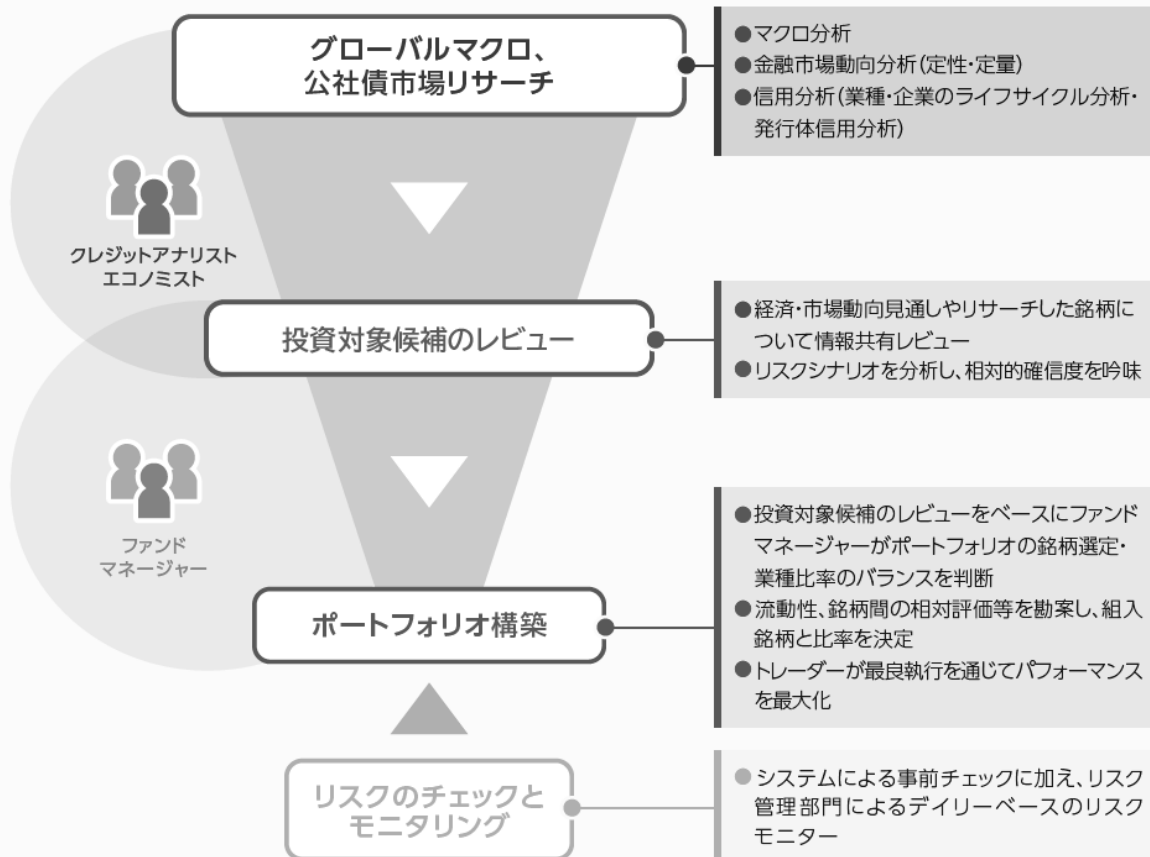 グローバルマクロ、
公社債市場リサーチ
●マクロ分析
●金融市場動向分析(定性・定量)
●信用分析(業種・企業のライフサイクル分析・
発行体信用分析)
クレジットアナリスト
エコノミスト
投資対象候補のレビュー
●経済・市場動向見通しやリサーチした銘柄に
ついて情報共有レビュー
●リスクシナリオを分析し、相対的確信度を吟味
ファンド
マネージャー
ポートフォリオ構築
●投資対象候補のレビューをベースにファンド
マネージャーがポートフォリオの銘柄選定・
業種比率のバランスを判断
●流動性、銘柄間の相対評価等を勘案し、組入
銘柄と比率を決定
●トレーダーが最良執行を通じてパフォーマンス
を最大化
リスクのチェックと
モニタリング
●システムによる事前チェックに加え、リスク
管理部門によるデイリーベースのリスク
モニター